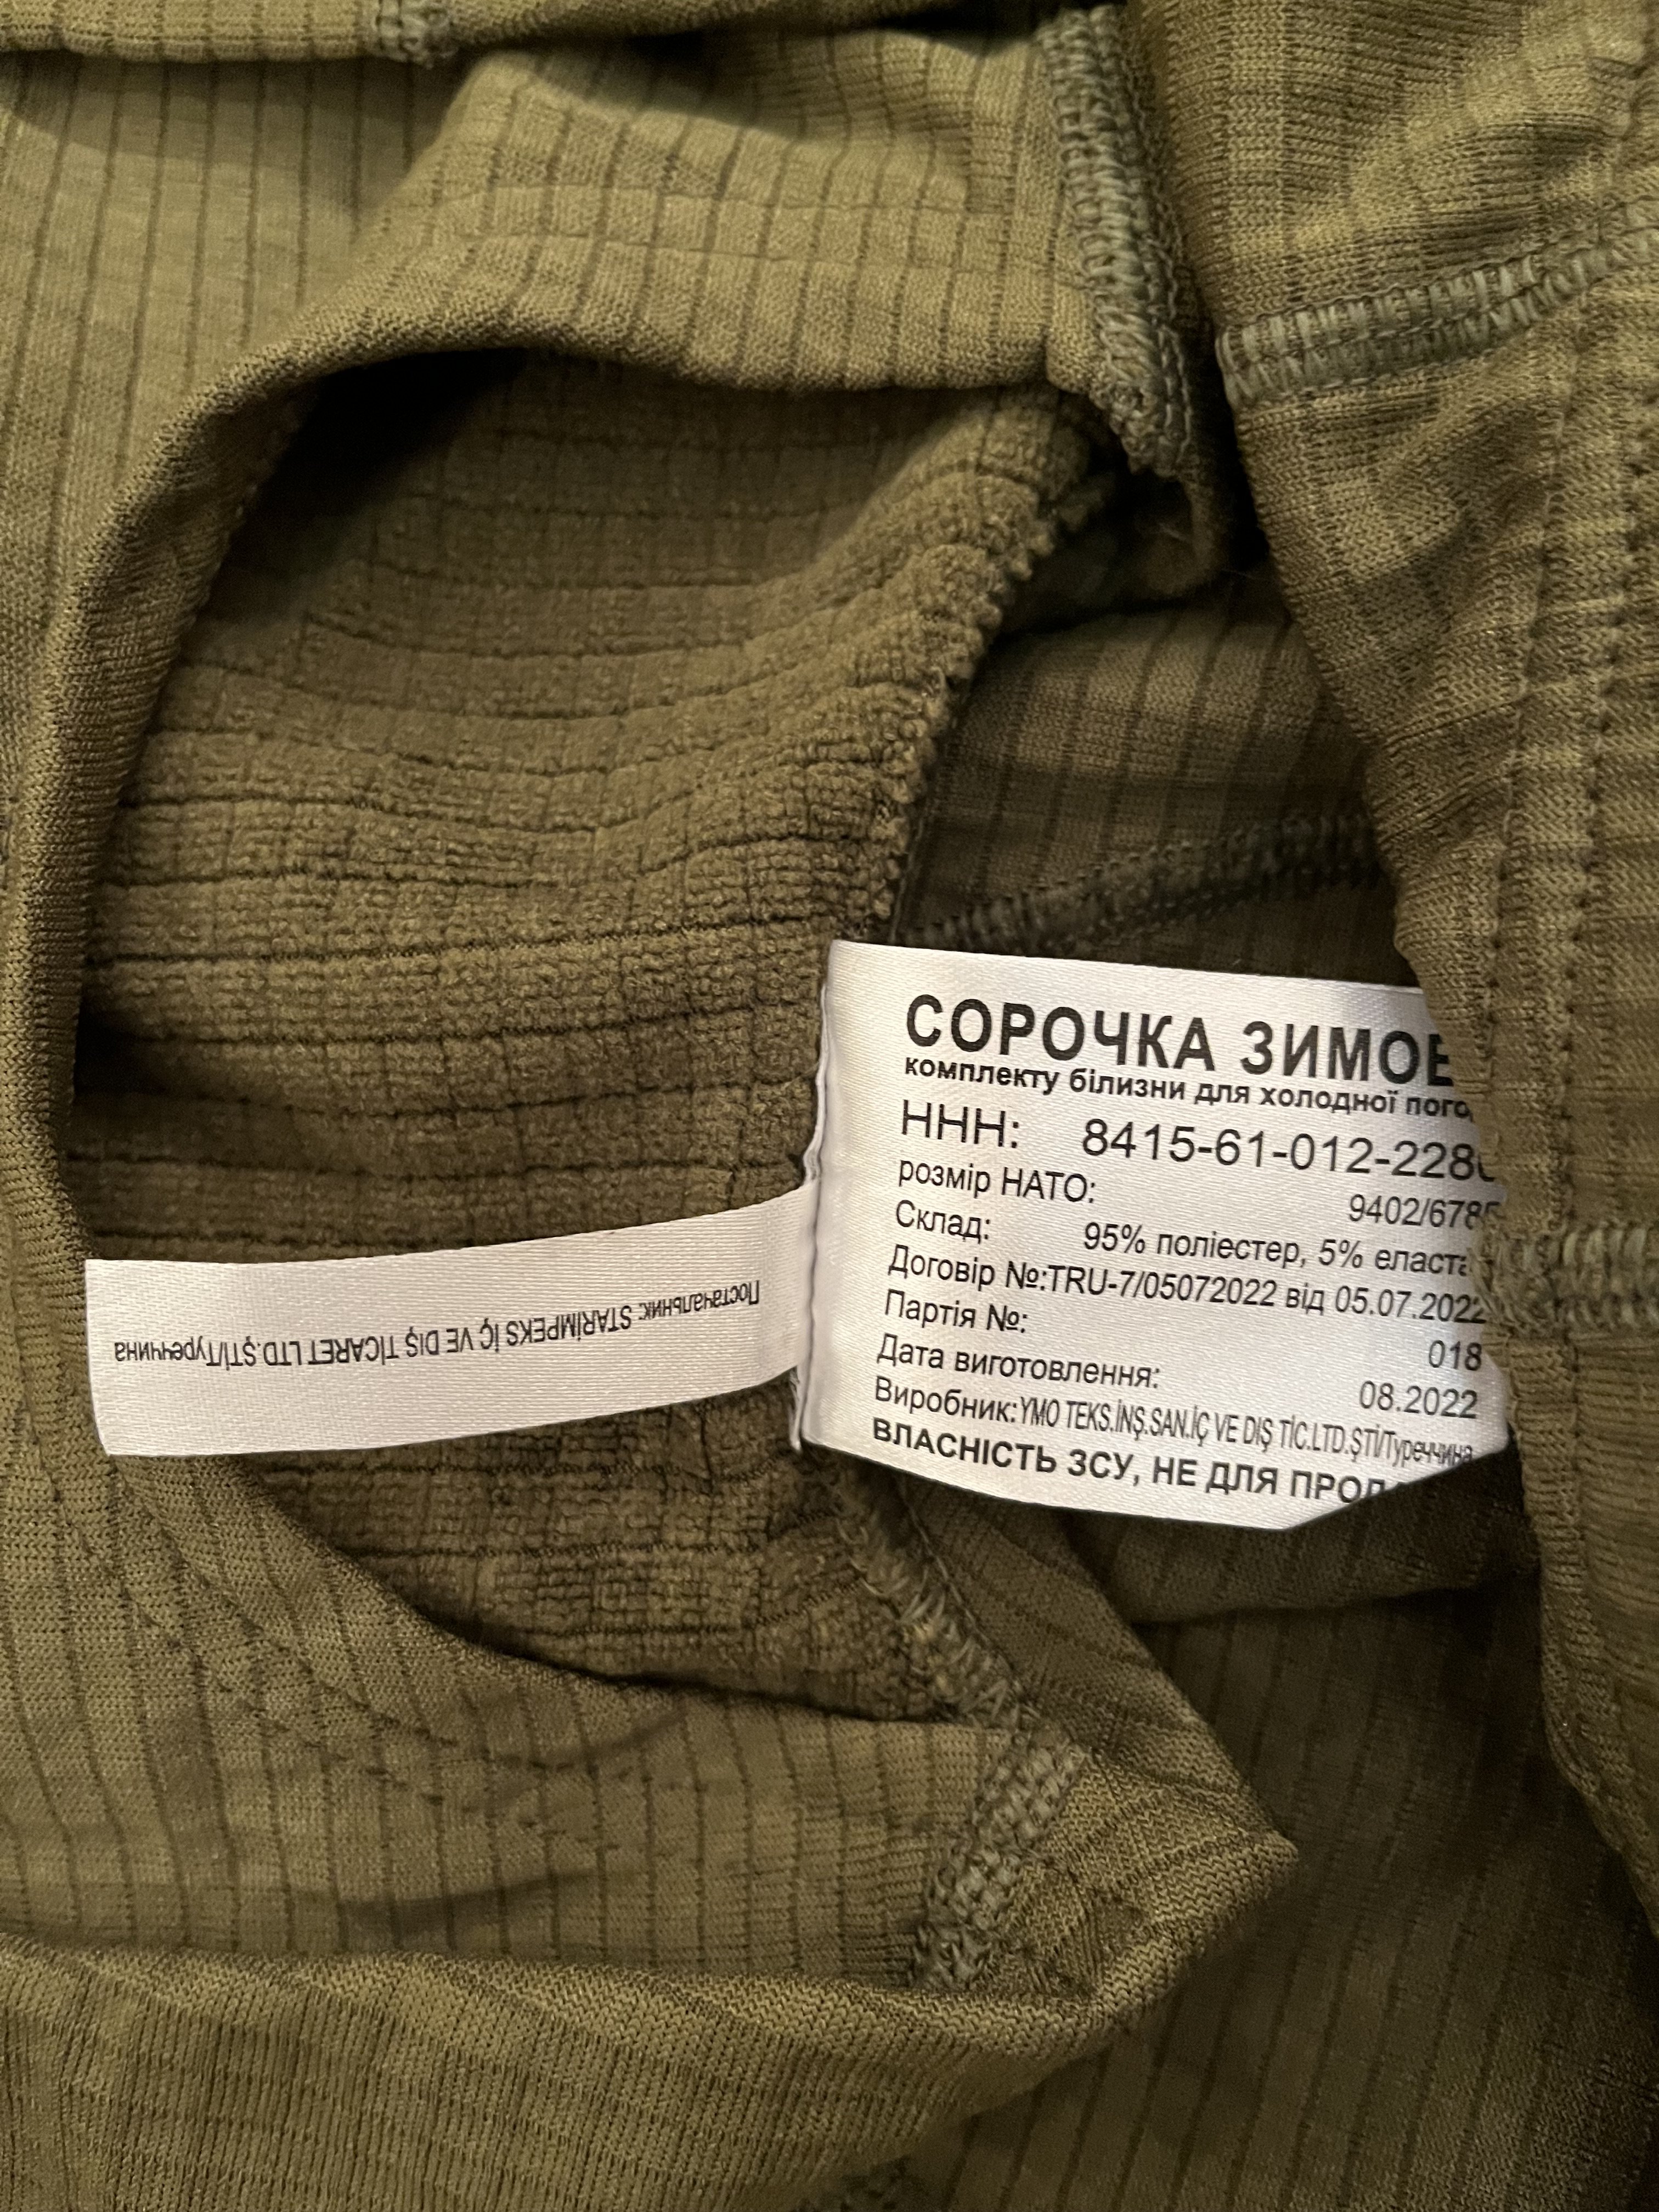 СОРОЧКА ЗИМОВ
комплекту білизни для холодної пого
ННН: 8415-61-012-228
розмір НАТО: 9402/678
Склад: 95% поліестер, 5% еласта
Договір №:TRU-7/05072022 від 05.07.2022
Партія №: 018
Дата виготовлення: 08.2022
Виробник:YMO TEKS.İNŞ.SAN.İÇ VE DIŞ TİC.LTD.ŞTİ/Туреччина
ВЛАСНІСТЬ ЗСУ, НЕ ДЛЯ ПРОД
Постачальник: STARİMPEKS İÇ VE DIŞ TİCARET LTD.ŞTİ/Туреччина